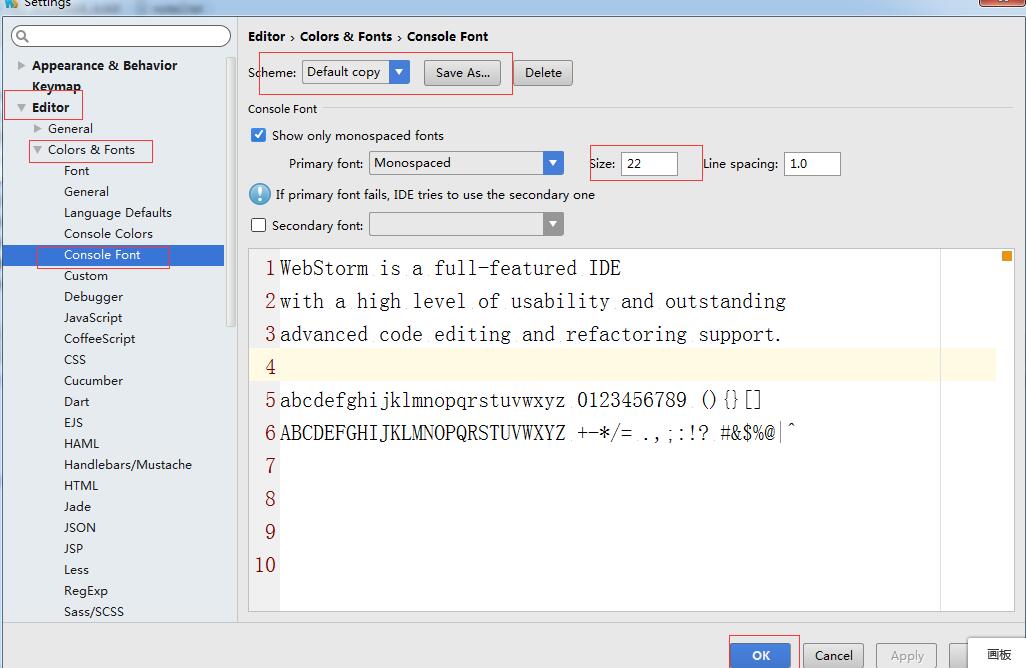 Settings
Editor › Colors & Fonts › Console Font
Appearance & Behavior
Keymap
Editor
General
Colors & Fonts
Font
General
Language Defaults
Console Colors
Console Font
Custom
Debugger
JavaScript
CoffeeScript
CSS
Cucumber
Dart
EJS
HAML
Handlebars/Mustache
HTML
Jade
JSON
JSP
Less
RegExp
Sass/SCSS
Scheme: Default copy Save As... Delete
Console Font
Show only monospaced fonts
Primary font: Monospaced Size: 22 Line spacing: 1.0
If primary font fails, IDE tries to use the secondary one
Secondary font:
1 WebStorm is a full-featured IDE
2 with a high level of usability and outstanding
3 advanced code editing and refactoring support.
4
5 abcdefghijklmnopqrstuvwxyz 0123456789 (){}[]
6 ABCDEFGHIJKLMNOPQRSTUVWXYZ +-*/= .,;:!? #&$%@|^
7
8
9
10
OK Cancel Apply
画板